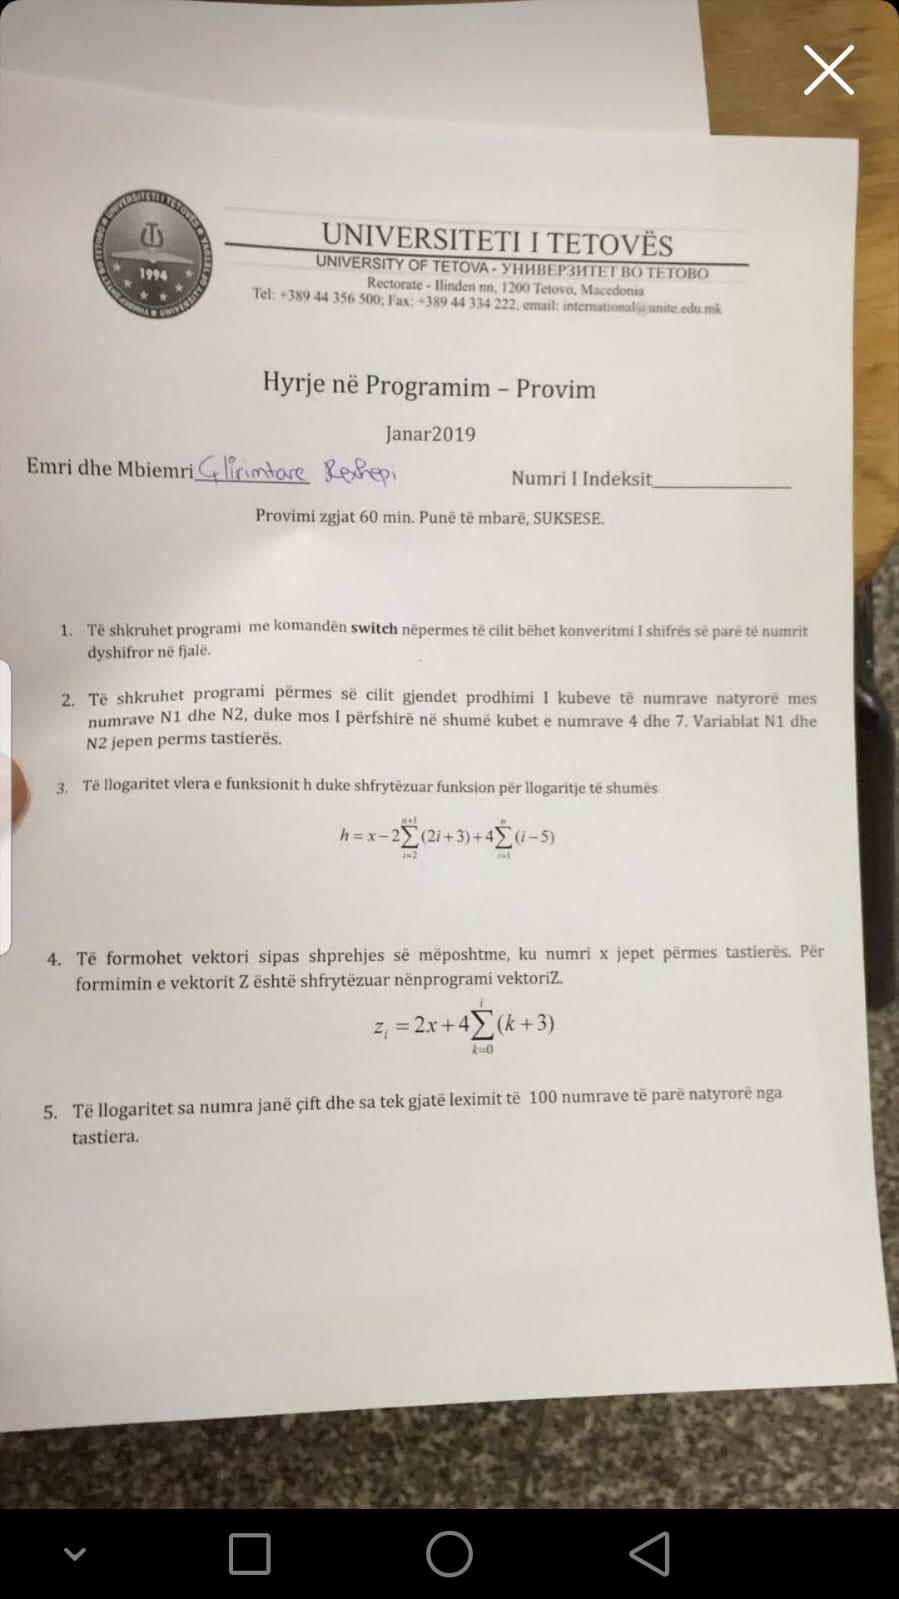 UNIVERSITETI I TETOVËS
UNIVERSITY OF TETOVA - УНИВЕРЗИТЕТ ВО ТЕТОВО
Rectorate - Ilinden nn, 1200 Tetovo, Macedonia
Tel: +389 44 356 500; Fax: +389 44 334 222, email: international@unite.edu.mk
1994
Hyrje në Programim – Provim
Janar2019
Emri dhe Mbiemri Glirimtare Rexhepi Numri I Indeksit______________
Provimi zgjat 60 min. Punë të mbarë, SUKSESE.
1. Të shkruhet programi me komandën switch nëpermes të cilit bëhet konveritmi I shifrës së parë të numrit
dyshifror në fjalë.
2. Të shkruhet programi përmes së cilit gjendet prodhimi I kubeve të numrave natyrorë mes
numrave N1 dhe N2, duke mos I përfshirë në shumë kubet e numrave 4 dhe 7. Variablat N1 dhe
N2 jepen perms tastierës.
3. Të llogaritet vlera e funksionit h duke shfrytëzuar funksion për llogaritje të shumës
h = x − 2 ∑_{i=2}^{n+1} (2i + 3) + 4 ∑_{i=1}^{n} (i − 5)
4. Të formohet vektori sipas shprehjes së mëposhtme, ku numri x jepet përmes tastierës. Për
formimin e vektorit Z është shfrytëzuar nënprogrami vektoriZ.
z_i = 2x + 4 ∑_{k=0}^{i} (k + 3)
5. Të llogaritet sa numra janë çift dhe sa tek gjatë leximit të 100 numrave të parë natyrorë nga
tastiera.